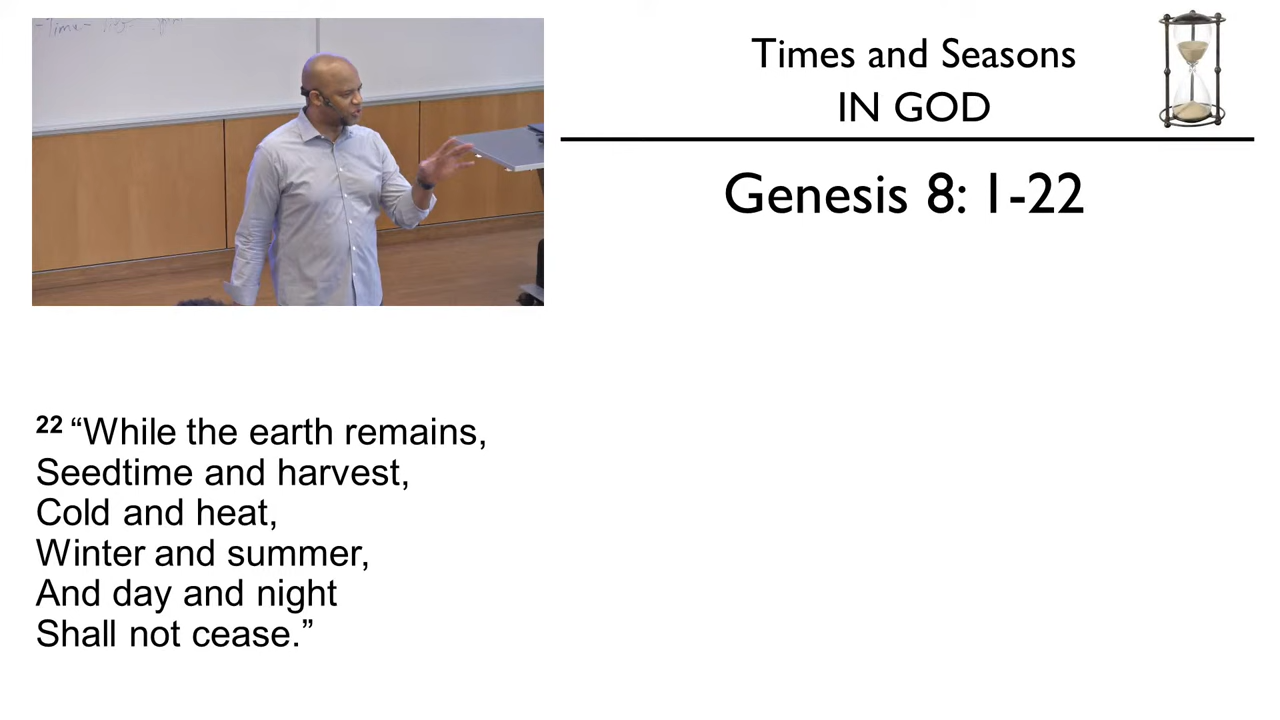 -Time-
Times and Seasons
IN GOD
Genesis 8: 1-22
22 “While the earth remains,
Seedtime and harvest,
Cold and heat,
Winter and summer,
And day and night
Shall not cease.”